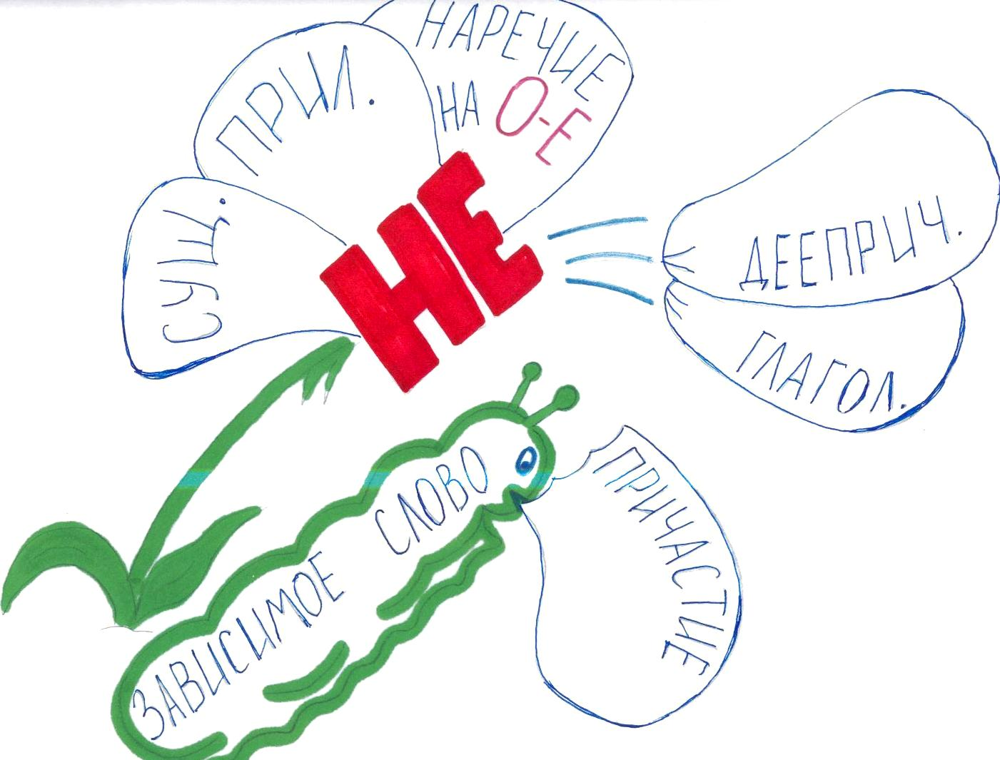 НАРЕЧИЕ
НА О-Е
ПРИЛ.
СУЩ.
НЕ
ДЕЕПРИЧ.
ГЛАГОЛ.
ПРИЧАСТИЕ
ЗАВИСИМОЕ СЛОВО